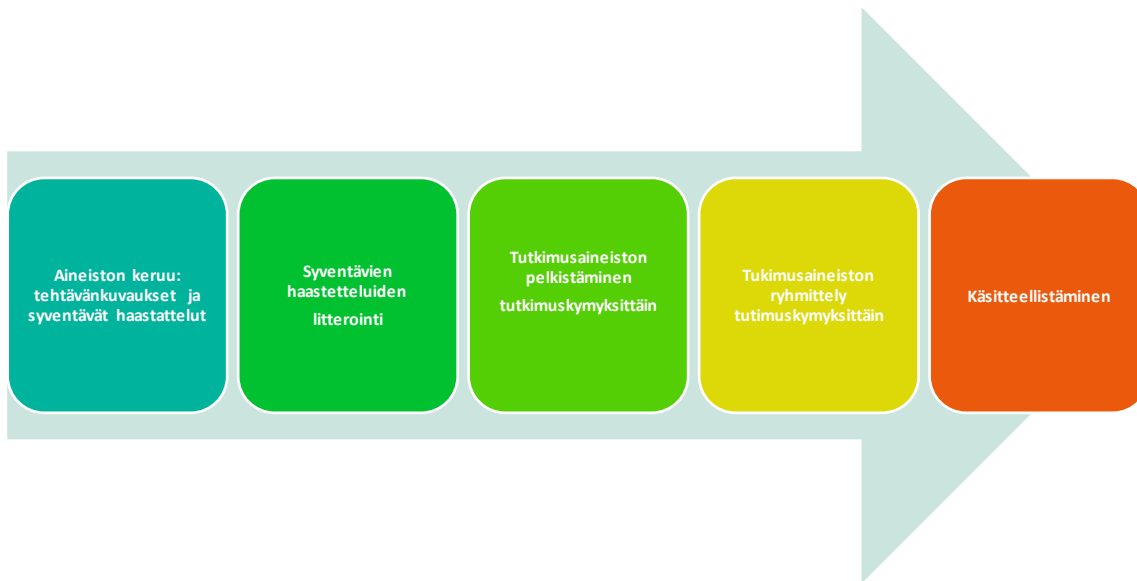 Aineiston keruu:
tehtävänkuvaukset ja
syventävät haastattelut
Syventävien
haastetteluiden
litterointi
Tutkimusaineiston
pelkistäminen
tutkimuskymyksittäin
Tukimusaineiston
ryhmittely
tutimuskymyksittäin
Käsitteellistäminen